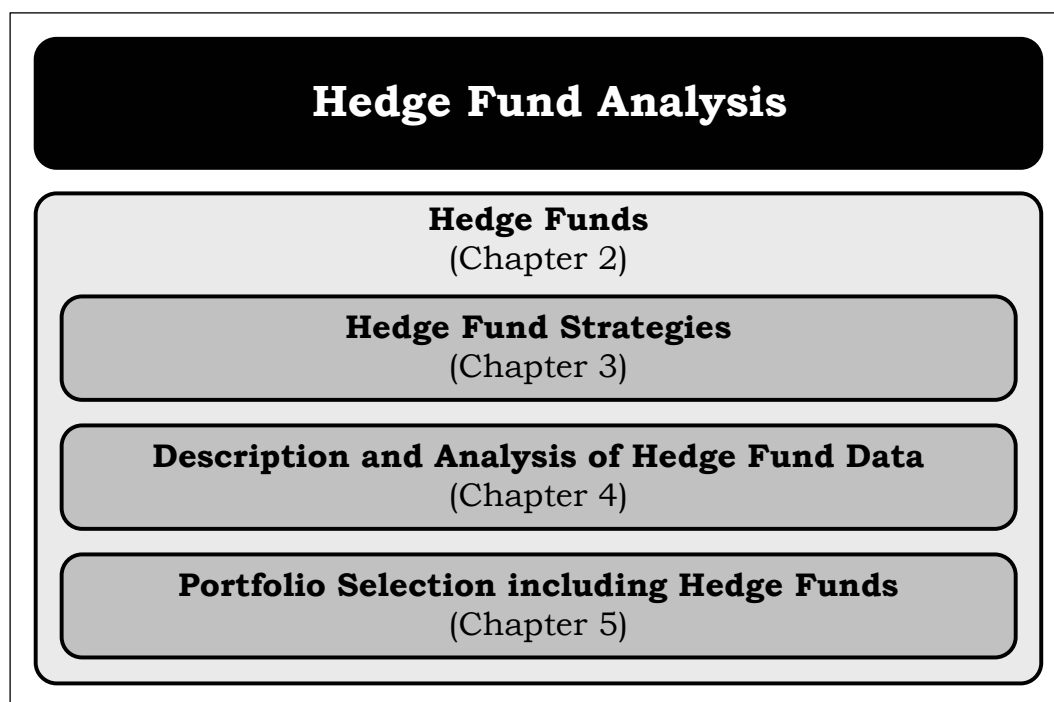 Hedge Fund Analysis
Hedge Funds
(Chapter 2)
Hedge Fund Strategies
(Chapter 3)
Description and Analysis of Hedge Fund Data
(Chapter 4)
Portfolio Selection including Hedge Funds
(Chapter 5)